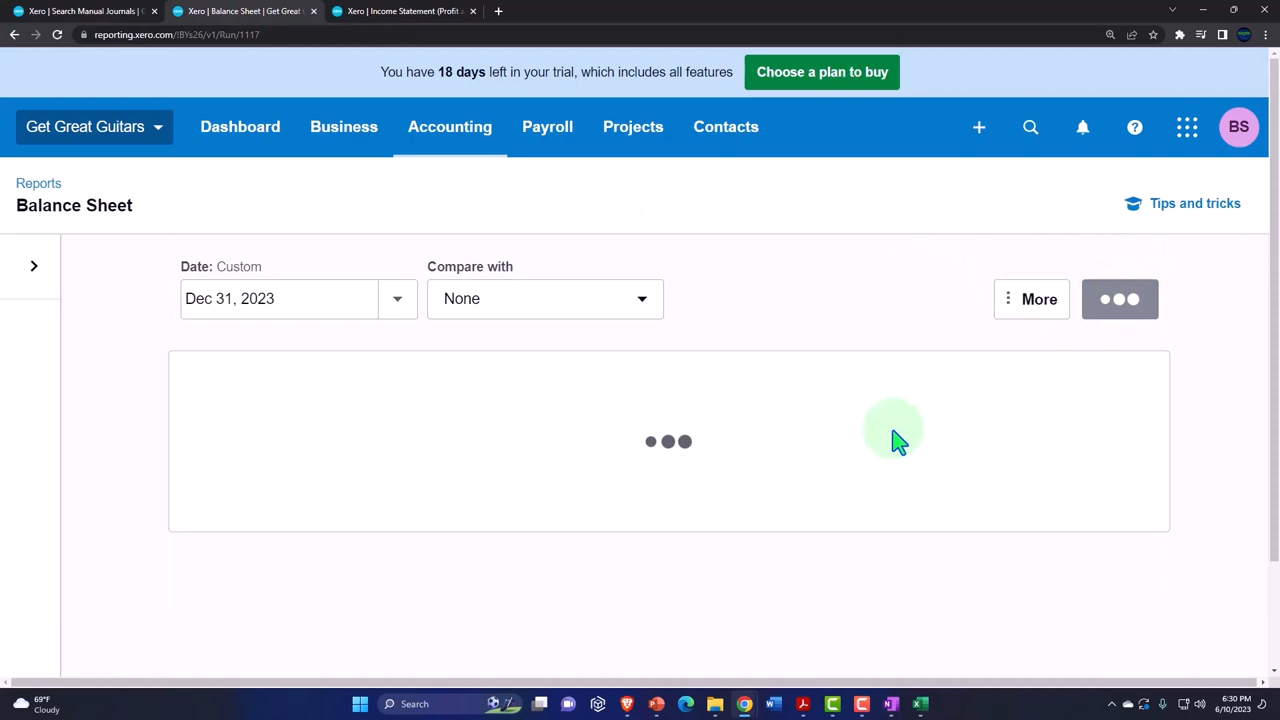 Xero | Search Manual Journals | G
Xero | Balance Sheet | Get Great
Xero | Income Statement (Profit a
reporting.xero.com/!BYs26/v1/Run/1117
You have 18 days left in your trial, which includes all features
Choose a plan to buy
Get Great Guitars
Dashboard
Business
Accounting
Payroll
Projects
Contacts
BS
Reports
Balance Sheet
Tips and tricks
Date: Custom
Compare with
Dec 31, 2023
None
More
69°F
Cloudy
Search
6:30 PM
6/10/2023